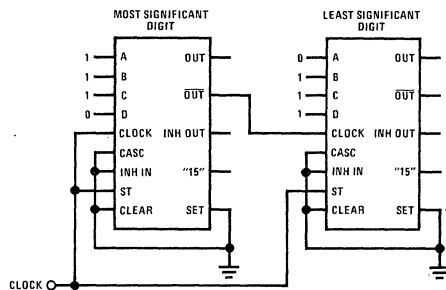 MOST SIGNIFICANT
DIGIT
1 A OUT
1 B
1 C OUT
0 D
CLOCK INH OUT
CASC
INH IN "15"
ST
CLEAR SET
LEAST SIGNIFICANT
DIGIT
0 A OUT
1 B
1 C OUT
1 D
CLOCK INH OUT
CASC
INH IN "15"
ST
CLEAR SET
CLOCK